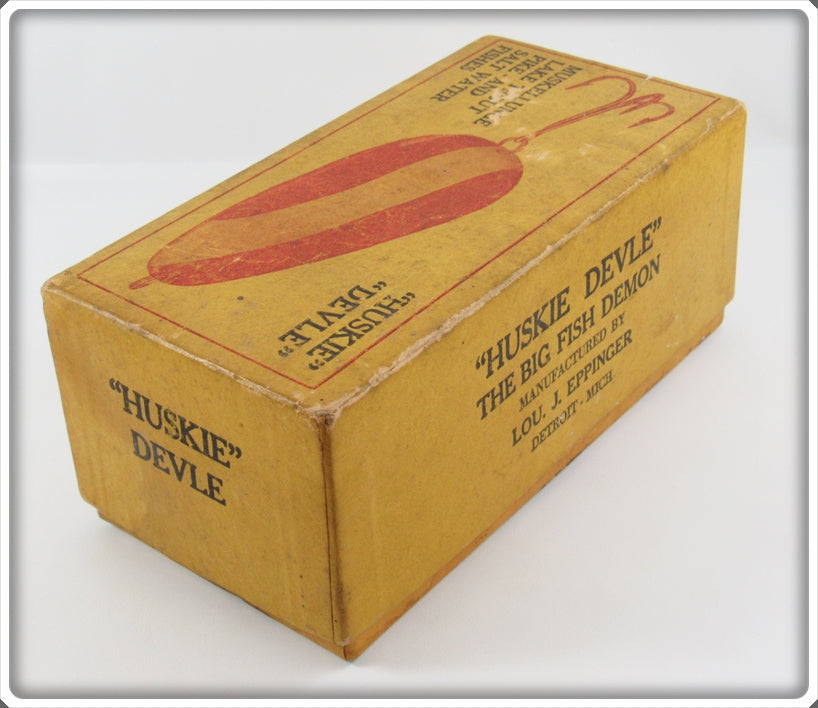 MUSKELLUNGE
LAKE TROUT
PIKE AND
SALT WATER
FISHES
"HUSKIE"
"DEVLE"
"HUSKIE"
DEVLE
"HUSKIE DEVLE"
THE BIG FISH DEMON
MANUFACTURED BY
LOU. J. EPPINGER
DETROIT - MICH.